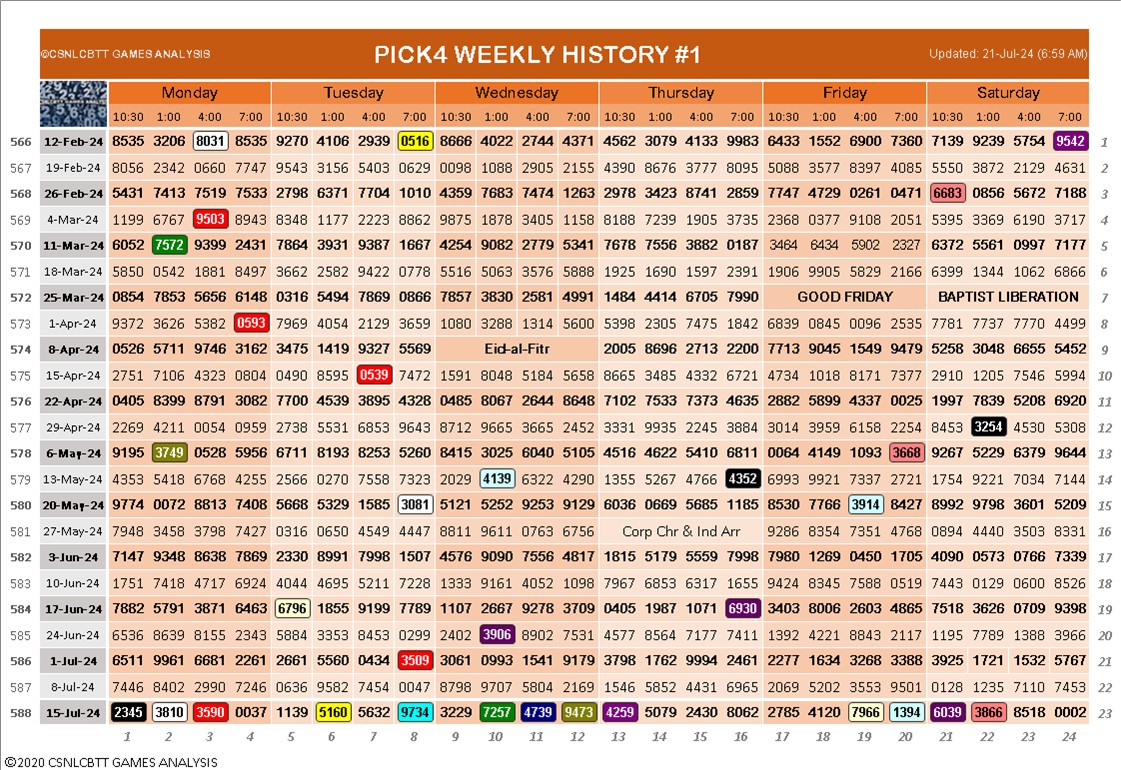 ©CSNLCBTT GAMES ANALYSIS PICK4 WEEKLY HISTORY #1 Updated: 21-Jul-24 (6:59 AM)
Monday Tuesday Wednesday Thursday Friday Saturday
10:30 1:00 4:00 7:00 10:30 1:00 4:00 7:00 10:30 1:00 4:00 7:00 10:30 1:00 4:00 7:00 10:30 1:00 4:00 7:00 10:30 1:00 4:00 7:00
566 12-Feb-24 8535 3206 8031 8535 9270 4106 2939 0516 8666 4022 2744 4371 4562 3079 4133 9983 6433 1552 6900 7360 7139 9239 5754 9542 1
567 19-Feb-24 8056 2342 0660 7747 9543 3156 5403 0629 0098 1088 2905 2155 4439 5354 3776 8095 5088 3577 8397 4085 5550 3872 2129 4631 2
568 26-Feb-24 5431 7413 7519 7533 2798 6371 7704 1010 4359 7683 7474 1263 2978 3423 8741 2859 7747 4729 0261 0471 6683 0856 5672 7188 3
569 4-Mar-24 1199 6767 9503 8943 8348 1177 2223 8862 9875 1878 3405 1158 8188 7239 1905 3735 2368 0377 9108 2051 5395 3369 6190 3717 4
570 11-Mar-24 6052 7572 9399 2431 7864 3931 9387 1667 4254 9082 2779 5341 7678 7556 3882 0187 3464 6434 5902 2327 6372 5561 0997 7177 5
571 18-Mar-24 5850 0542 1881 8497 3662 2582 9422 0778 5516 5063 3576 5888 1925 1690 1597 2391 1906 9905 5829 2166 6399 1344 1062 6866 6
572 25-Mar-24 0854 7853 5656 6148 0316 5494 7869 0866 7857 3830 2581 4991 1484 4414 6705 7990 GOOD FRIDAY BAPTIST LIBERATION 7
573 1-Apr-24 9372 3626 5382 0593 7969 4054 2129 3659 1080 3288 1314 5600 5398 2305 7475 1842 6839 0845 0096 2535 7781 7737 7770 4499 8
574 8-Apr-24 0526 5711 9746 3162 3475 1419 9327 5569 Eid-al-Fitr 2005 8696 2713 2200 7713 9045 1549 9479 5258 3048 6655 5452 9
575 15-Apr-24 2751 7106 4323 0804 0490 8595 0539 7472 1591 8048 5184 5658 8665 3485 4332 6721 4734 1018 8171 7377 2910 1205 7546 5994 10
576 22-Apr-24 0405 8399 8791 3082 7700 4539 3895 4328 0485 8067 2644 8648 7102 7533 7373 4635 2882 5899 4337 0025 1997 7839 5208 6920 11
577 29-Apr-24 2269 4211 0054 0959 2738 5531 6853 9643 8712 9665 3665 2452 3331 9935 2245 3884 3014 3959 6158 2254 8453 3254 4530 5308 12
578 6-May-24 9195 3749 0528 5956 6711 8193 8253 5260 8415 3025 6040 5105 4516 4622 5410 6811 0064 4149 1093 3668 9267 5229 6379 9644 13
579 13-May-24 4353 5418 6768 4255 2566 0270 7558 7323 2029 4139 6322 4290 1355 5267 4766 4352 6993 9921 7337 2721 1754 9221 7034 7144 14
580 20-May-24 9774 0072 8813 7408 5668 5329 1585 3081 5121 5252 9253 9129 6036 0669 5685 1185 8530 7766 3914 8427 8992 9798 3601 5209 15
581 27-May-24 7948 3458 3798 7427 0316 0650 4549 4447 8811 9611 0763 6756 Corp Chr & Ind Arr 9286 8354 7351 4768 0894 4440 3503 8331 16
582 3-Jun-24 7147 9348 8638 7869 2330 8991 7998 1507 4576 9090 7556 4817 1815 5179 5559 7998 7980 1269 0450 1705 4090 0573 0766 7339 17
583 10-Jun-24 1751 7418 4717 6924 4044 4695 5211 7228 1333 9161 4052 1098 7967 6853 6317 1655 9424 8345 7588 0519 7443 0129 0600 8526 18
584 17-Jun-24 7882 5791 3871 6463 6796 1855 9199 7789 1107 2667 9278 3709 0405 1987 1071 6930 3403 8006 2603 4865 7518 3626 0709 9398 19
585 24-Jun-24 6536 8639 8155 2343 5884 3353 8453 0299 2402 3906 8902 7531 4577 8564 7177 7411 1392 4221 8843 2117 1195 7789 1388 3966 20
586 1-Jul-24 6511 9961 6681 2261 2661 5560 0434 3509 3061 0993 1541 9179 3798 1762 9994 2461 2277 1634 3268 3388 3925 1721 1532 5767 21
587 8-Jul-24 7446 8402 2990 7246 0636 9582 7454 0047 8798 9707 5804 2169 1546 5852 4431 6965 2069 5202 3553 9501 0128 1235 7110 7453 22
588 15-Jul-24 2345 3810 3590 0037 1139 5160 5632 9734 3229 7257 4739 9473 4259 5079 2430 8062 2785 4120 7966 1394 6039 3866 8518 0002 23
1 2 3 4 5 6 7 8 9 10 11 12 13 14 15 16 17 18 19 20 21 22 23 24
©2020 CSNLCBTT GAMES ANALYSIS